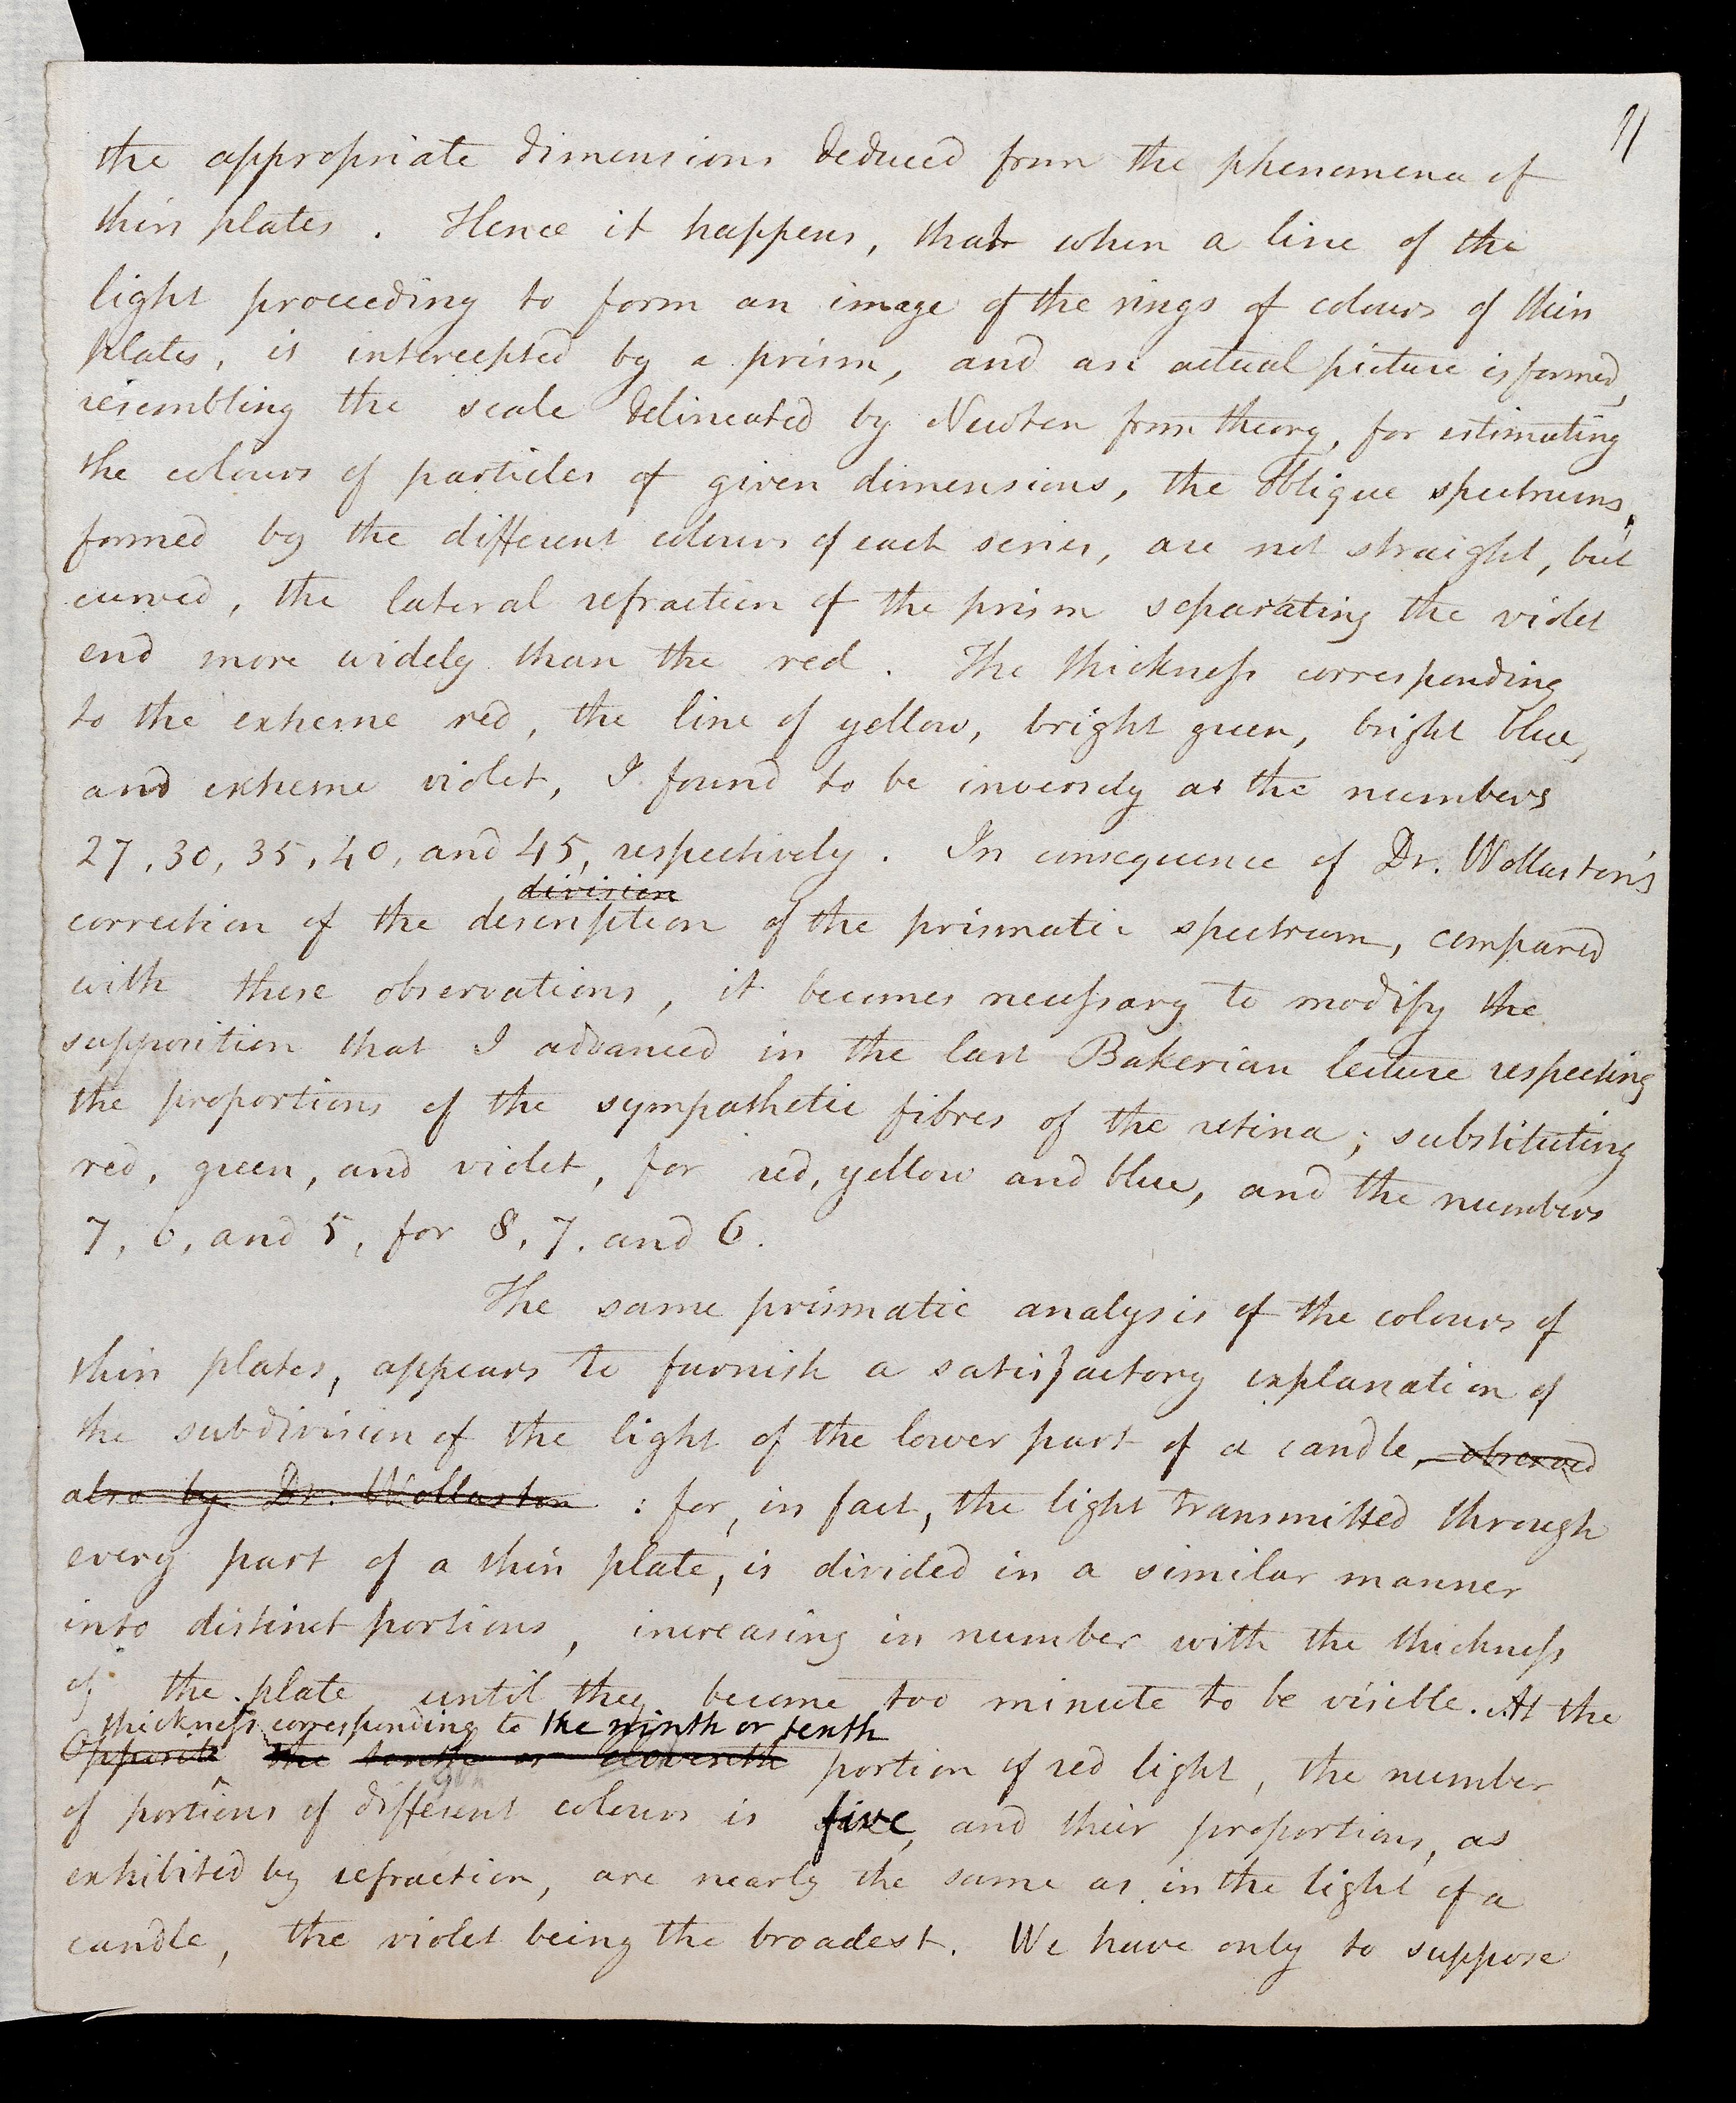 11
the appropriate dimensions deduced from the phenomena of
thin plates. Hence it happens, that when a line of the
light proceeding to form an image of the rings of colours of thin
plates, is intercepted by a prism, and an actual picture is formed,
resembling the scale delineated by Newton from theory, for estimating
the colours of particles of given dimensions, the oblique spectrums,
formed by the different colours of each series, are not straight, but
curved, the lateral refraction of the prism separating the violet
end more widely than the red. The thickness corresponding
to the extreme red, the line of yellow, bright green, bright blue,
and extreme violet, I found to be inversely as the numbers
27, 30, 35, 40, and 45, respectively. In consequence of Dr. Wollaston's
division
correction of the description of the prismatic spectrum, compared
with these observations, it becomes necessary to modify the
supposition that I advanced in the last Bakerian lecture respecting
the proportions of the sympathetic fibres of the retina; substituting
red, green, and violet, for red, yellow and blue, and the numbers
7, 6, and 5, for 8, 7, and 6.
The same prismatic analysis of the colours of
thin plates, appears to furnish a satisfactory explanation of
the subdivision of the light of the lower part of a candle, observed
also by Dr. Wollaston : for, in fact, the light transmitted through
every part of a thin plate, is divided in a similar manner
into distinct portions, increasing in number with the thickness
of the plate, until they become too minute to be visible. At the
thickness corresponding to the ninth or tenth
Opposite the tenth or eleventh portion of red light, the number
of portions of different colours is five, and their proportions, as
exhibited by refraction, are nearly the same as in the light of a
candle, the violet being the broadest. We have only to suppose